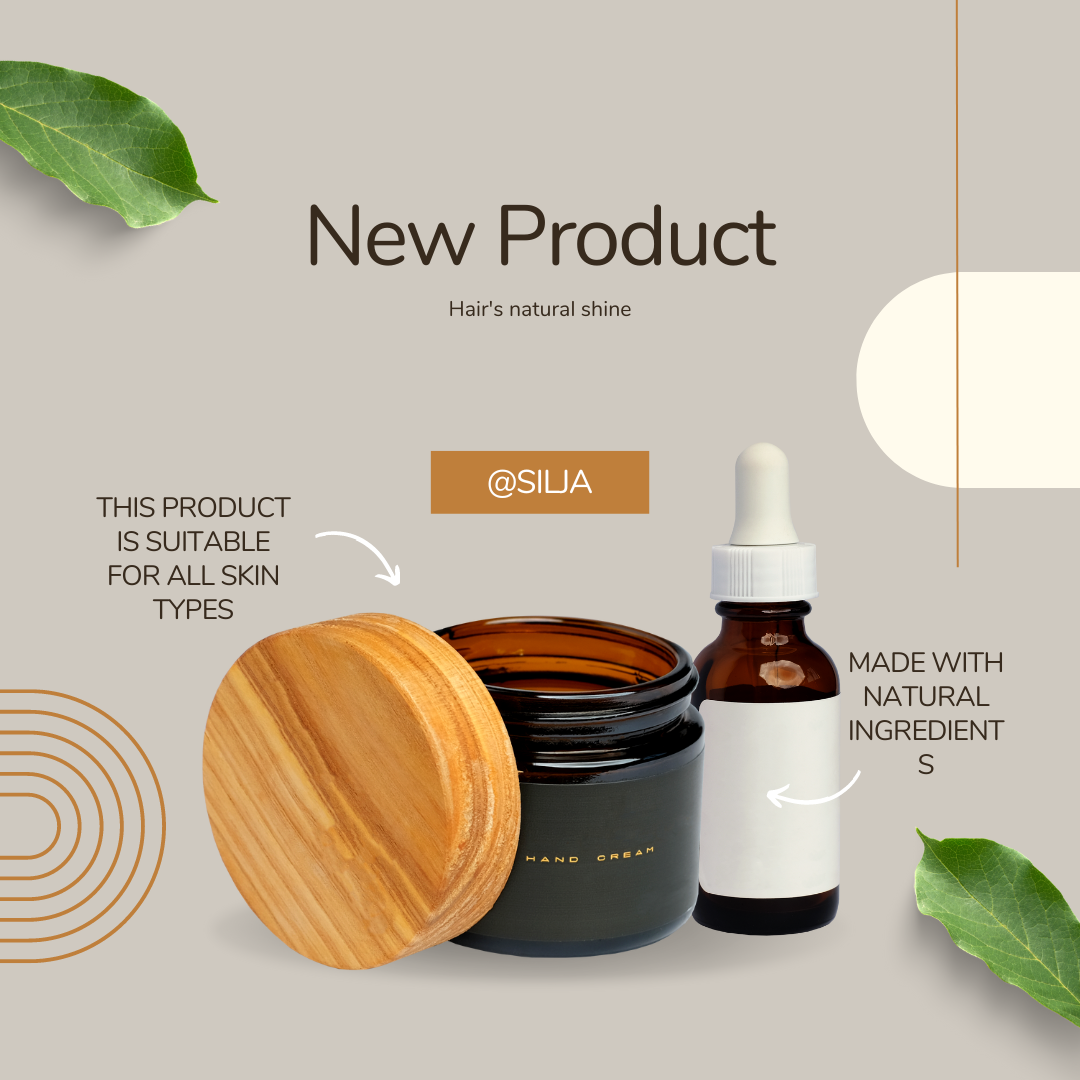 New Product
Hair's natural shine
@SILJA
THIS PRODUCT
IS SUITABLE
FOR ALL SKIN
TYPES
MADE WITH
NATURAL
INGREDIENT
S
HAND CREAM